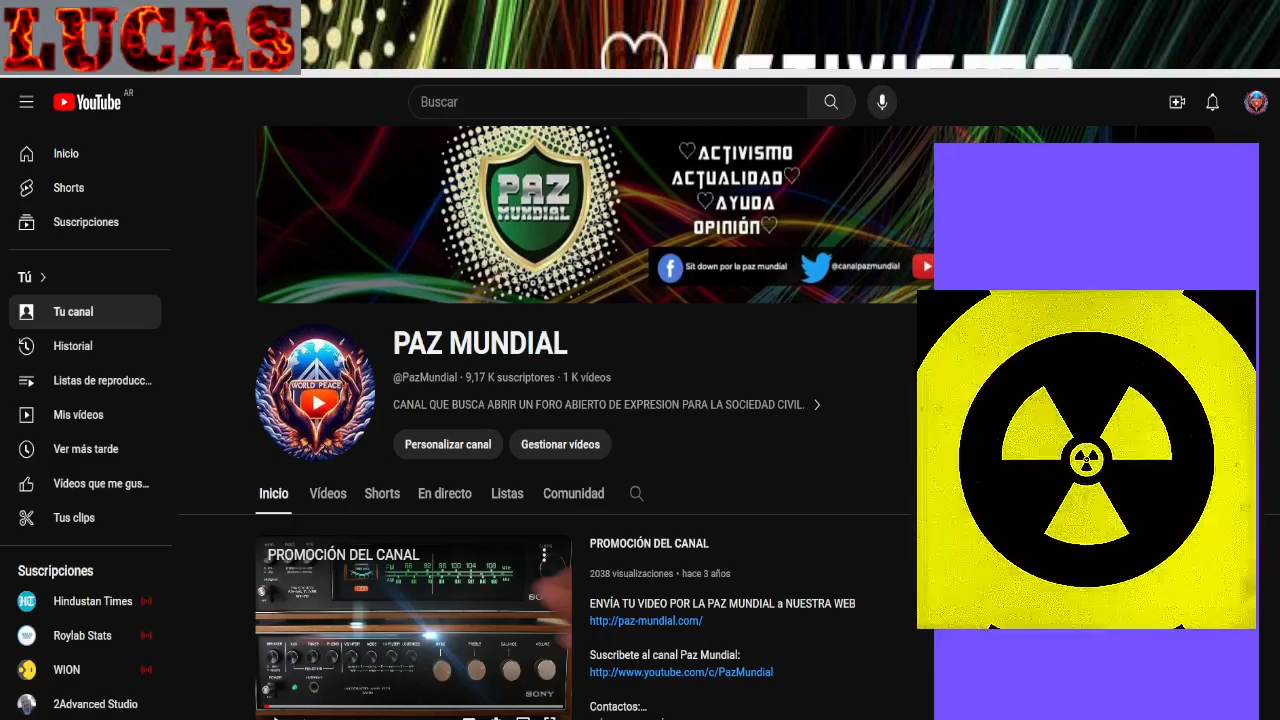 LUCAS
ACTIVISMO
YouTube AR
Buscar
Inicio
Shorts
Suscripciones
Tú
Tu canal
Historial
Listas de reproducc...
Mis vídeos
Ver más tarde
Vídeos que me gus...
Tus clips
Suscripciones
Hindustan Times
Roylab Stats
WION
2Advanced Studio
PAZ
MUNDIAL
ACTIVISMO
ACTUALIDAD
AYUDA
OPINIÓN
Sit down por la paz mundial
@canalpazmundial
WORLD PEACE
PAZ MUNDIAL
@PazMundial · 9,17 K suscriptores · 1 K vídeos
CANAL QUE BUSCA ABRIR UN FORO ABIERTO DE EXPRESION PARA LA SOCIEDAD CIVIL.
Personalizar canal
Gestionar vídeos
Inicio
Vídeos
Shorts
En directo
Listas
Comunidad
PROMOCIÓN DEL CANAL
SONY
PROMOCIÓN DEL CANAL
2038 visualizaciones • hace 3 años
ENVÍA TU VIDEO POR LA PAZ MUNDIAL a NUESTRA WEB
http://paz-mundial.com/
Suscribete al canal Paz Mundial:
http://www.youtube.com/c/PazMundial
Contactos:...